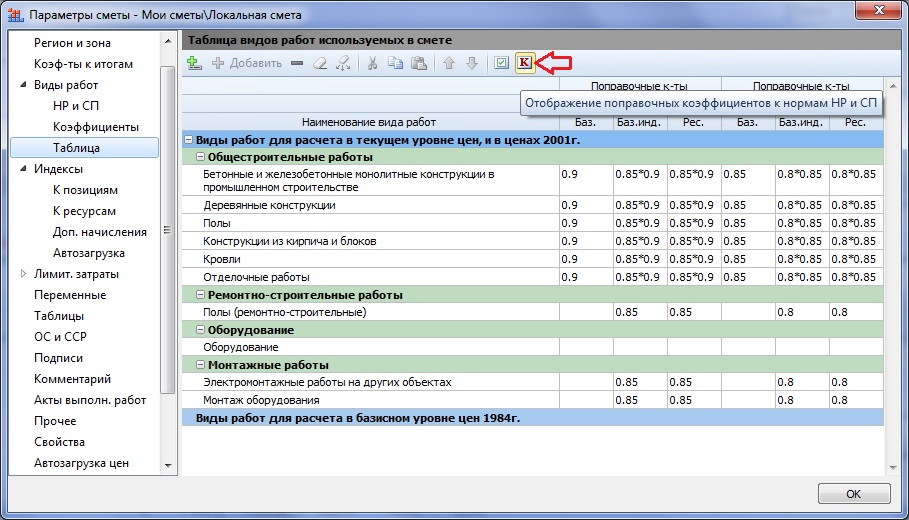 Параметры сметы - Мои сметы\Локальная смета
Регион и зона
Коэф-ты к итогам
Виды работ
НР и СП
Коэффициенты
Таблица
Индексы
К позициям
К ресурсам
Доп. начисления
Автозагрузка
Лимит. затраты
Переменные
Таблицы
ОС и ССР
Подписи
Комментарий
Акты выполн. работ
Прочее
Свойства
Автозагрузка цен
Таблица видов работ используемых в смете
Добавить K
Поправочные к-ты Поправочные к-ты
Отображение поправочных коэффициентов к нормам НР и СП
Наименование вида работ Баз. Баз.инд. Рес. Баз. Баз.инд. Рес.
Виды работ для расчета в текущем уровне цен, и в ценах 2001г.
Общестроительные работы
Бетонные и железобетонные монолитные конструкции в 0.9 0.85*0.9 0.85*0.9 0.85 0.8*0.85 0.8*0.85
промышленном строительстве
Деревянные конструкции 0.9 0.85*0.9 0.85*0.9 0.85 0.8*0.85 0.8*0.85
Полы 0.9 0.85*0.9 0.85*0.9 0.85 0.8*0.85 0.8*0.85
Конструкции из кирпича и блоков 0.9 0.85*0.9 0.85*0.9 0.85 0.8*0.85 0.8*0.85
Кровли 0.9 0.85*0.9 0.85*0.9 0.85 0.8*0.85 0.8*0.85
Отделочные работы 0.9 0.85*0.9 0.85*0.9 0.85 0.8*0.85 0.8*0.85
Ремонтно-строительные работы
Полы (ремонтно-строительные) 0.85 0.85 0.8 0.8
Оборудование
Оборудование
Монтажные работы
Электромонтажные работы на других объектах 0.85 0.85 0.8 0.8
Монтаж оборудования 0.85 0.85 0.8 0.8
Виды работ для расчета в базисном уровне цен 1984г.
OK